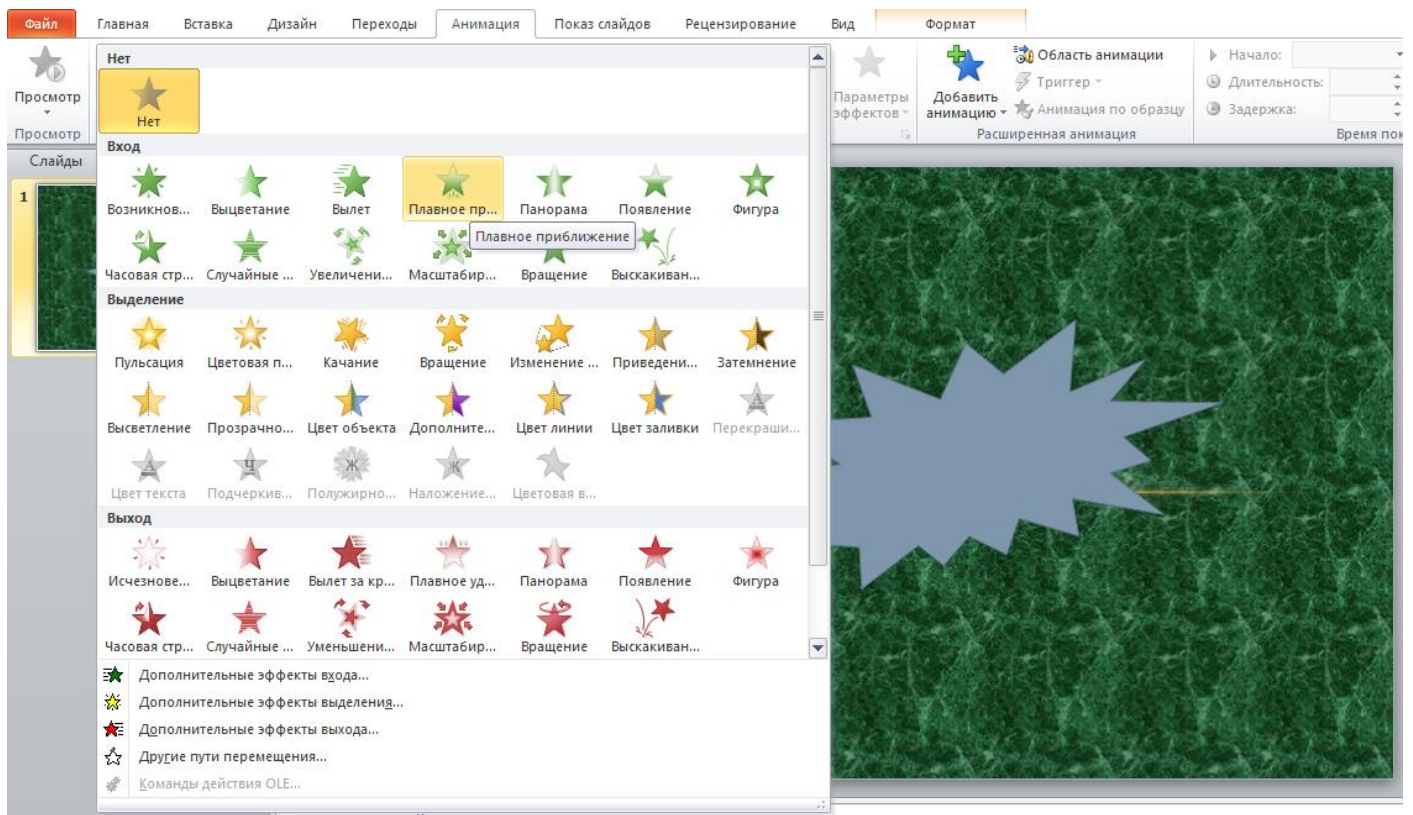 Файл Главная Вставка Дизайн Переходы Анимация Показ слайдов Рецензирование Вид Формат
Просмотр
Просмотр
Параметры эффектов
Добавить анимацию
Область анимации
Триггер
Анимация по образцу
Расширенная анимация
Начало:
Длительность:
Задержка:
Время пок
Слайды
1
Нет
Нет
Вход
Возникнов... Выцветание Вылет Плавное пр... Панорама Появление Фигура
Плавное приближение
Часовая стр... Случайные ... Увеличени... Масштабир... Вращение Выскакиван...
Выделение
Пульсация Цветовая п... Качание Вращение Изменение ... Приведени... Затемнение
Высветление Прозрачно... Цвет объекта Дополните... Цвет линии Цвет заливки Перекраши...
Цвет текста Подчеркив... Полужирно... Наложение... Цветовая в...
Выход
Исчезнове... Выцветание Вылет за кр... Плавное уд... Панорама Появление Фигура
Часовая стр... Случайные ... Уменьшени... Масштабир... Вращение Выскакиван...
Дополнительные эффекты входа...
Дополнительные эффекты выделения...
Дополнительные эффекты выхода...
Другие пути перемещения...
Команды действия OLE...